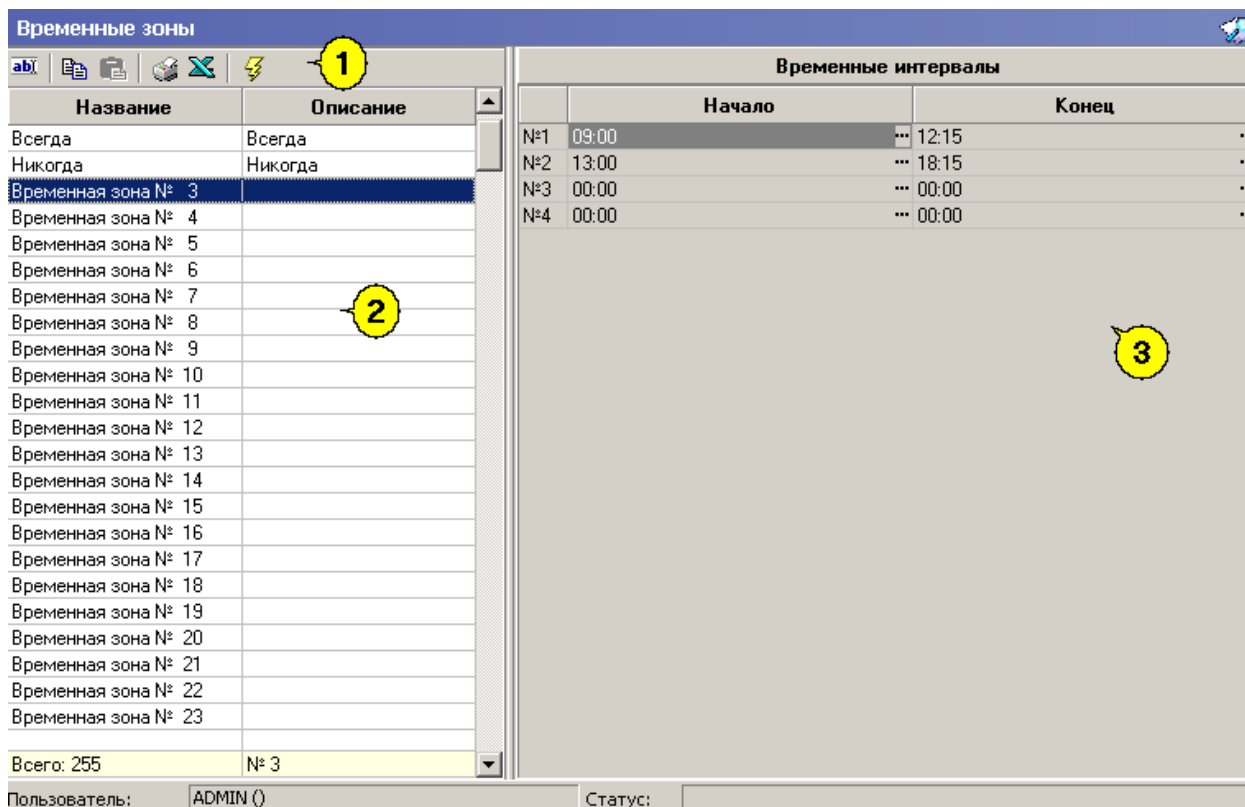 Временные зоны
abI
1
Временные интервалы
Название Описание
Начало Конец
Всегда Всегда
Никогда Никогда
Временная зона № 3
Временная зона № 4
Временная зона № 5
Временная зона № 6
Временная зона № 7
Временная зона № 8
Временная зона № 9
Временная зона № 10
Временная зона № 11
Временная зона № 12
Временная зона № 13
Временная зона № 14
Временная зона № 15
Временная зона № 16
Временная зона № 17
Временная зона № 18
Временная зона № 19
Временная зона № 20
Временная зона № 21
Временная зона № 22
Временная зона № 23
Всего: 255 № 3
2
№1 09:00 ... 12:15
№2 13:00 ... 18:15
№3 00:00 ... 00:00
№4 00:00 ... 00:00
3
Пользователь: ADMIN () Статус: